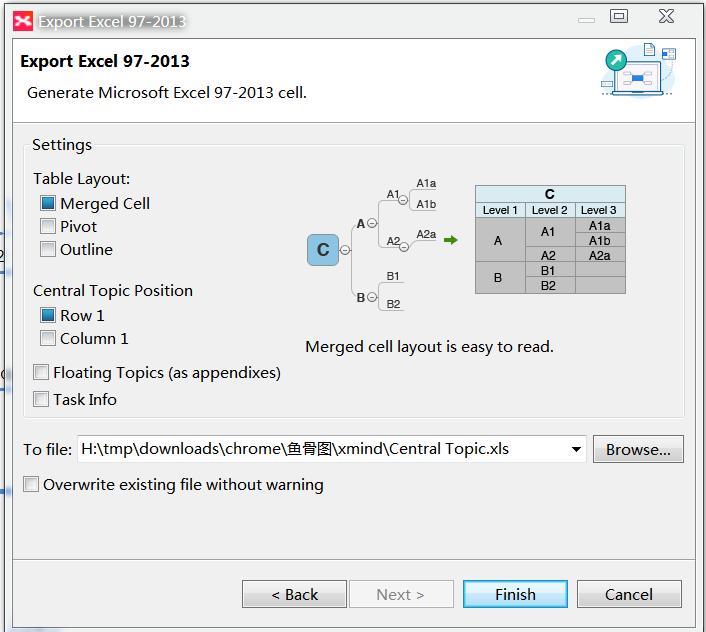 Export Excel 97-2013
Export Excel 97-2013
Generate Microsoft Excel 97-2013 cell.
Settings
Table Layout:
Merged Cell
Pivot
Outline
Central Topic Position
Row 1
Column 1
Floating Topics (as appendixes)
Task Info
C
A
A1
A1a
A1b
A2
A2a
B
B1
B2
C
Level 1 Level 2 Level 3
A A1 A1a
A1b
A2 A2a
B B1
B2
Merged cell layout is easy to read.
To file: H:\tmp\downloads\chrome\鱼骨图\xmind\Central Topic.xls Browse...
Overwrite existing file without warning
< Back Next > Finish Cancel